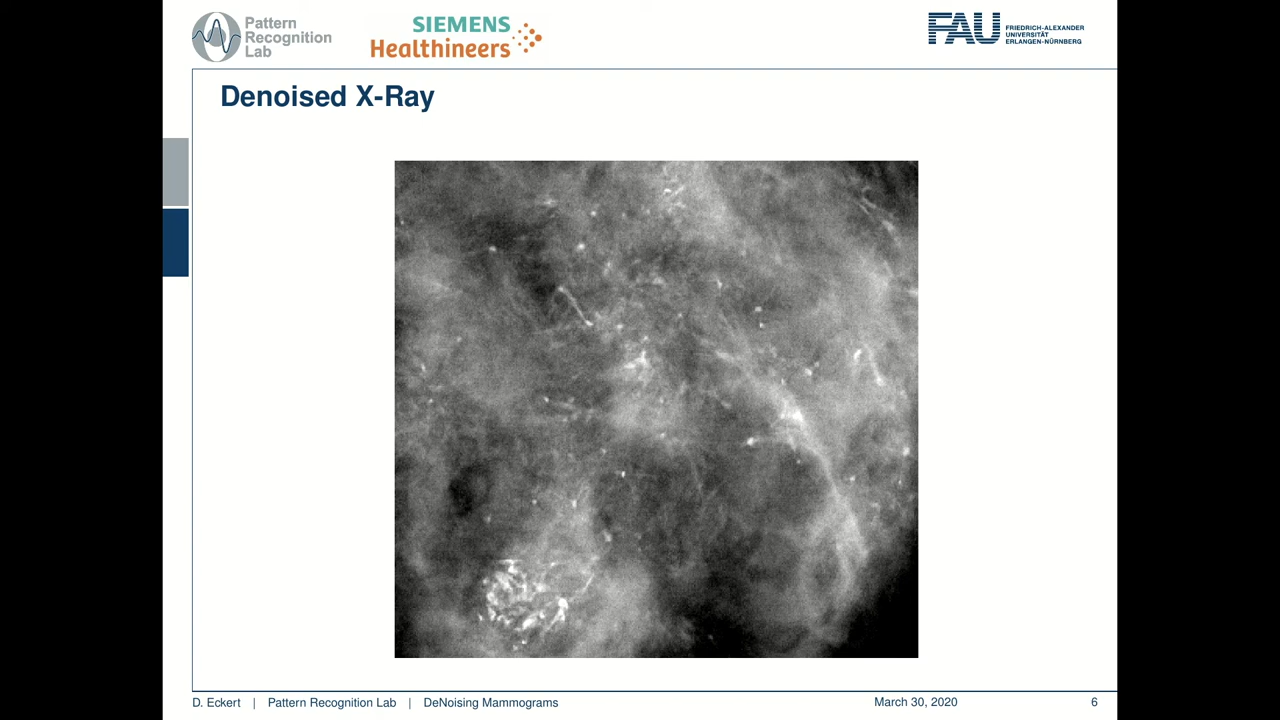 Pattern
Recognition
Lab
SIEMENS
Healthineers
FAU
FRIEDRICH-ALEXANDER
UNIVERSITÄT
ERLANGEN-NÜRNBERG
Denoised X-Ray
D. Eckert | Pattern Recognition Lab | DeNoising Mammograms March 30, 2020 6